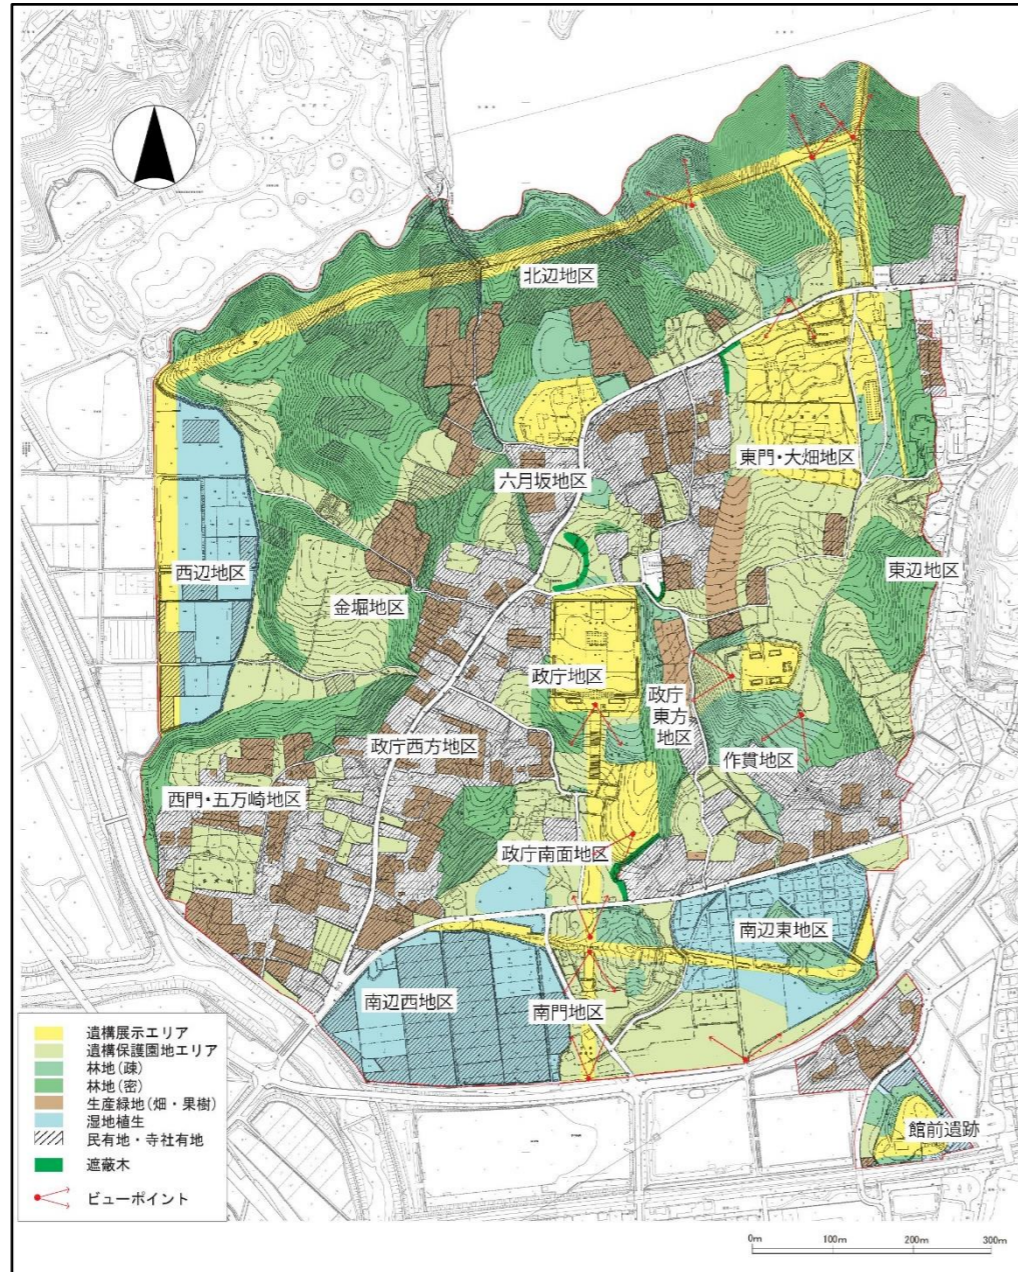 北辺地区
六月坂地区
東門・大畑地区
西辺地区
東辺地区
金堀地区
政庁地区
政庁
東方
地区
政庁西方地区
作貫地区
西門・五万崎地区
政庁南面地区
南辺東地区
南辺西地区
南門地区
館前遺跡
遺構展示エリア
遺構保護園地エリア
林地(疎)
林地(密)
生産緑地(畑・果樹)
湿地植生
民有地・寺社有地
遮蔽木
ビューポイント
0m 100m 200m 300m